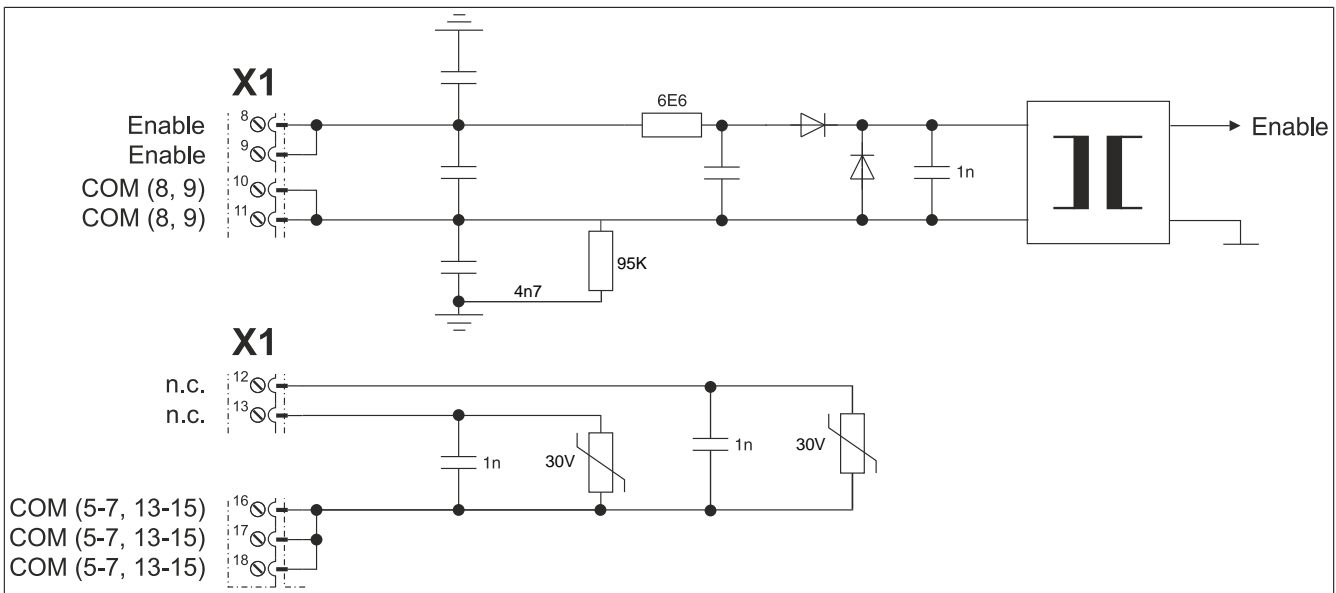 X1
Enable 8
Enable 9
COM (8, 9) 10
COM (8, 9) 11
6E6
1n
Enable
95K
4n7
X1
n.c. 12
n.c. 13
1n
30V
1n
30V
COM (5-7, 13-15) 16
COM (5-7, 13-15) 17
COM (5-7, 13-15) 18